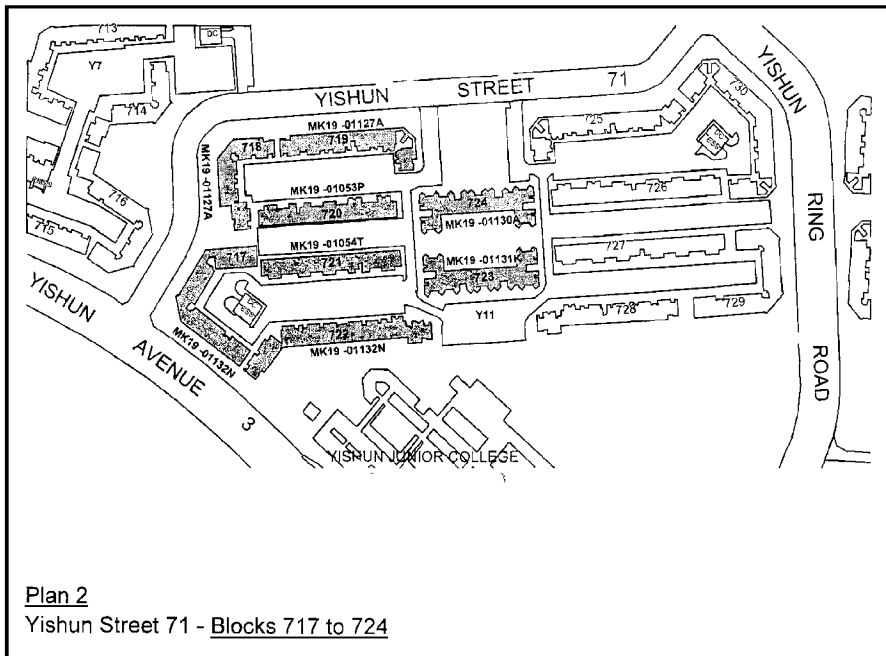 713
DC
Y7
714
716
715
YISHUN STREET 71
YISHUN
RING
ROAD
YISHUN
AVENUE
3
MK19 -01127A
718
719
MK19 -01127A
MK19 -01053P
720
MK19 -01054T
717
721
ESS
722
MK19 -01132N
MK19 -01132N
724
MK19 -01130A
MK19 -01131K
723
Y11
725
730
DC
ESS
726
727
728
729
YISHUN JUNIOR COLLEGE
Plan 2
Yishun Street 71 - Blocks 717 to 724